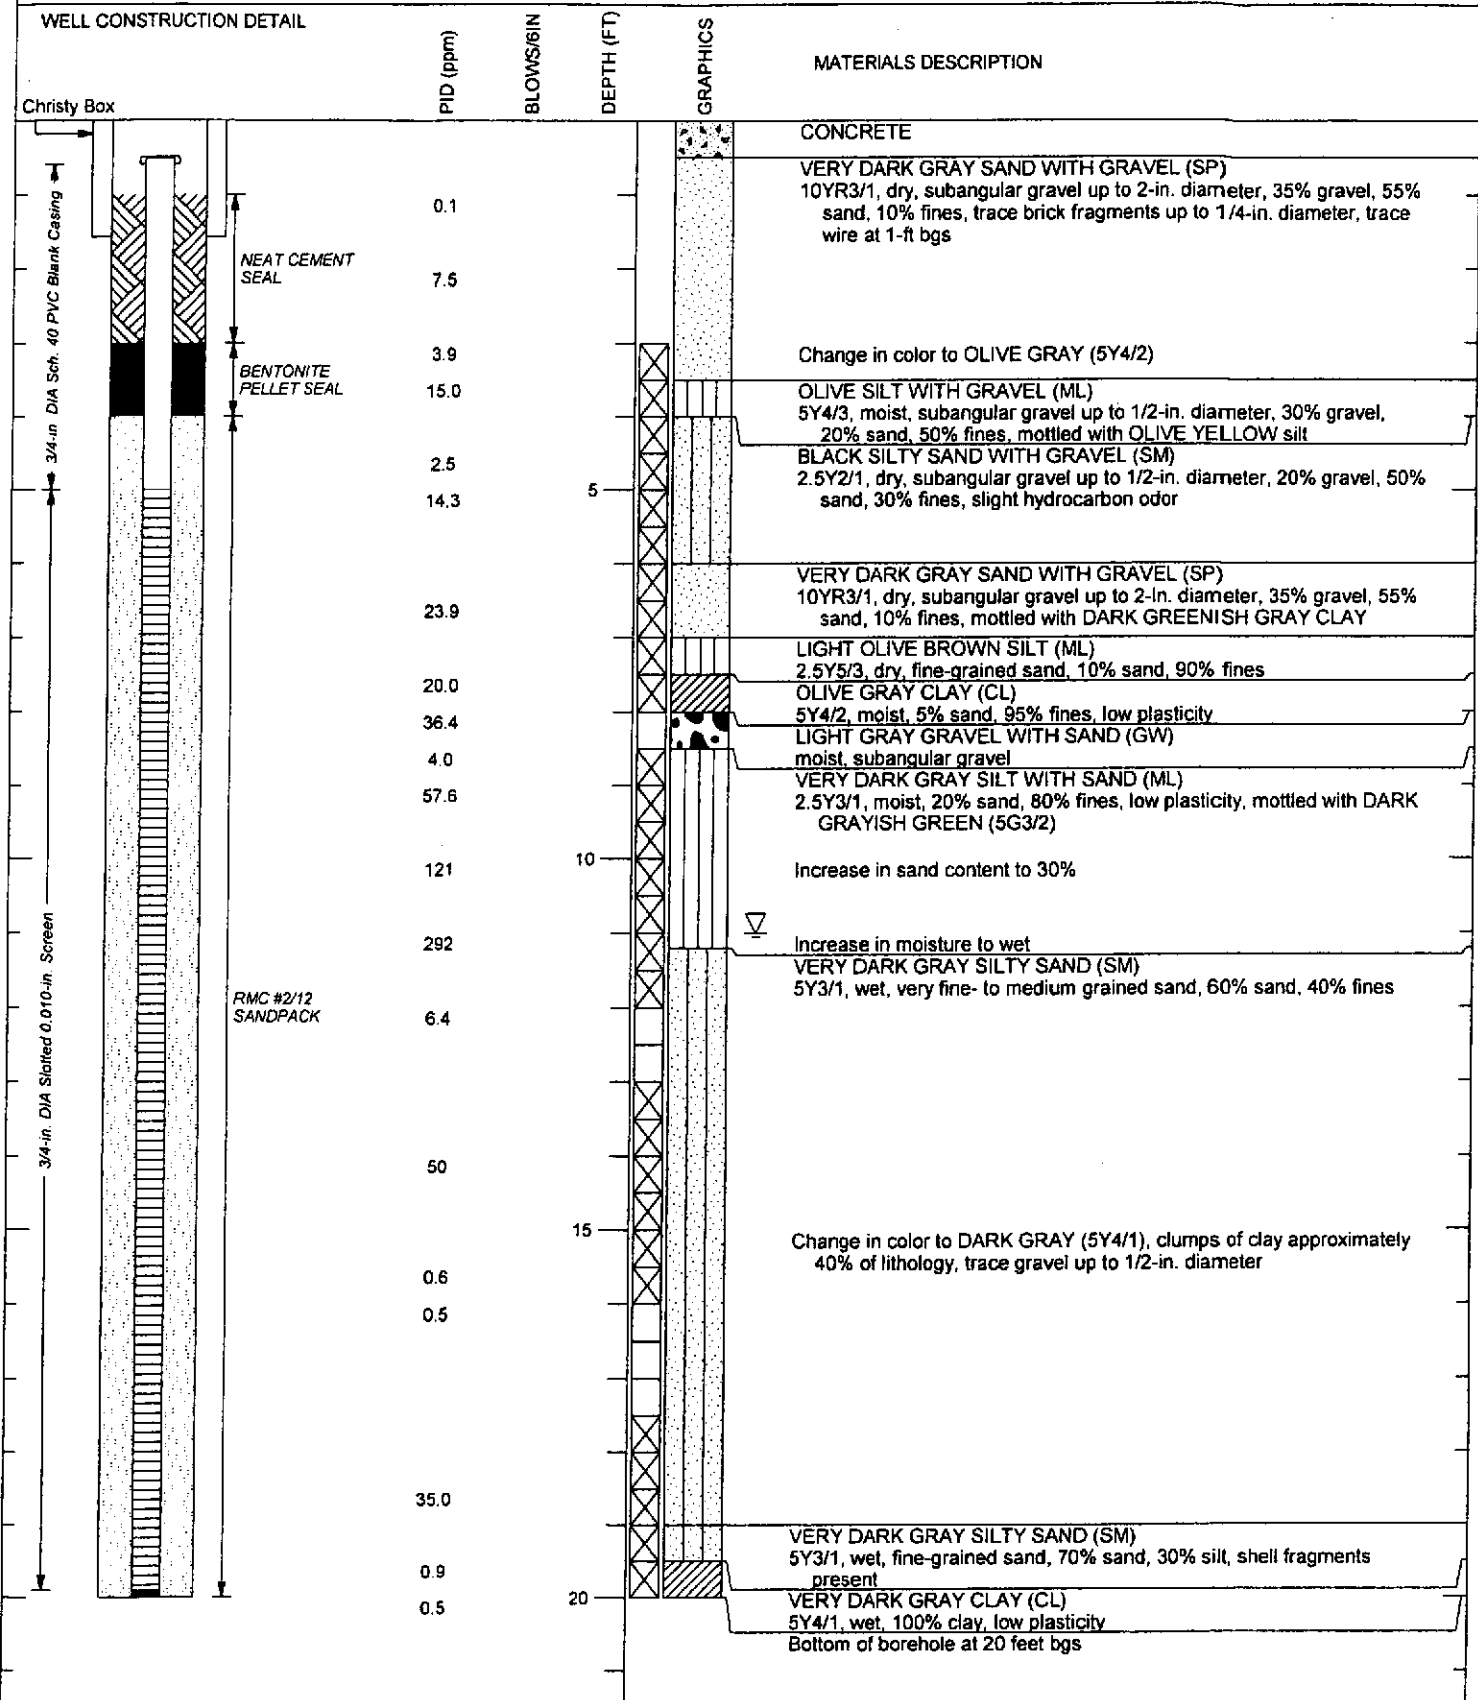 WELL CONSTRUCTION DETAIL
PID (ppm)
BLOWS/6IN
DEPTH (FT)
GRAPHICS
MATERIALS DESCRIPTION
Christy Box
3/4-in DIA Sch. 40 PVC Blank Casing
3/4-in. DIA Slotted 0.010-in. Screen
NEAT CEMENT
SEAL
BENTONITE
PELLET SEAL
RMC #2/12
SANDPACK
0.1
7.5
3.9
15.0
2.5
14.3
23.9
20.0
36.4
4.0
57.6
121
292
6.4
50
0.6
0.5
35.0
0.9
0.5
5
10
15
20
CONCRETE
VERY DARK GRAY SAND WITH GRAVEL (SP)
10YR3/1, dry, subangular gravel up to 2-in. diameter, 35% gravel, 55%
sand, 10% fines, trace brick fragments up to 1/4-in. diameter, trace
wire at 1-ft bgs
Change in color to OLIVE GRAY (5Y4/2)
OLIVE SILT WITH GRAVEL (ML)
5Y4/3, moist, subangular gravel up to 1/2-in. diameter, 30% gravel,
20% sand, 50% fines, mottled with OLIVE YELLOW silt
BLACK SILTY SAND WITH GRAVEL (SM)
2.5Y2/1, dry, subangular gravel up to 1/2-in. diameter, 20% gravel, 50%
sand, 30% fines, slight hydrocarbon odor
VERY DARK GRAY SAND WITH GRAVEL (SP)
10YR3/1, dry, subangular gravel up to 2-in. diameter, 35% gravel, 55%
sand, 10% fines, mottled with DARK GREENISH GRAY CLAY
LIGHT OLIVE BROWN SILT (ML)
2.5Y5/3, dry, fine-grained sand, 10% sand, 90% fines
OLIVE GRAY CLAY (CL)
5Y4/2, moist, 5% sand, 95% fines, low plasticity
LIGHT GRAY GRAVEL WITH SAND (GW)
moist, subangular gravel
VERY DARK GRAY SILT WITH SAND (ML)
2.5Y3/1, moist, 20% sand, 80% fines, low plasticity, mottled with DARK
GRAYISH GREEN (5G3/2)
Increase in sand content to 30%
Increase in moisture to wet
VERY DARK GRAY SILTY SAND (SM)
5Y3/1, wet, very fine- to medium grained sand, 60% sand, 40% fines
Change in color to DARK GRAY (5Y4/1), clumps of clay approximately
40% of lithology, trace gravel up to 1/2-in. diameter
VERY DARK GRAY SILTY SAND (SM)
5Y3/1, wet, fine-grained sand, 70% sand, 30% silt, shell fragments
present
VERY DARK GRAY CLAY (CL)
5Y4/1, wet, 100% clay, low plasticity
Bottom of borehole at 20 feet bgs